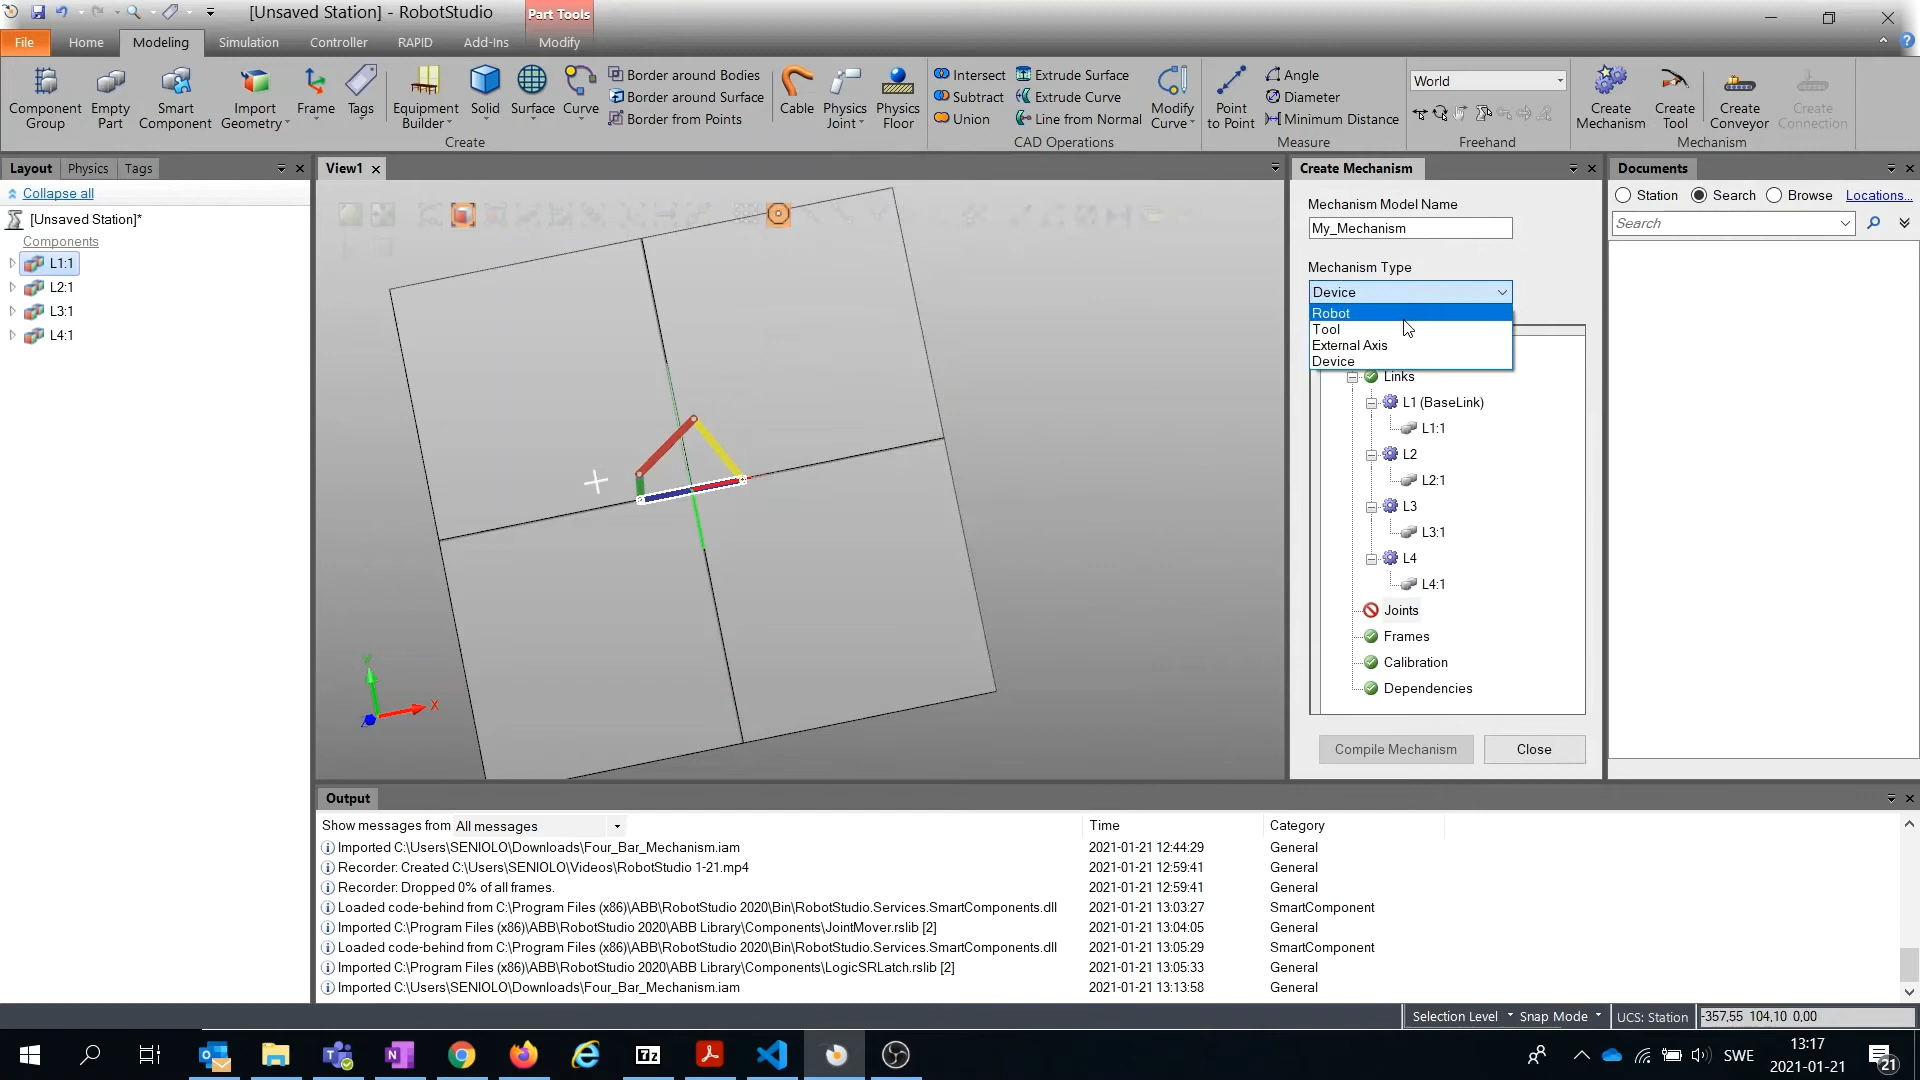 [Unsaved Station] - RobotStudio
Part Tools
File
Home
Modeling
Simulation
Controller
RAPID
Add-Ins
Modify
Component Group
Empty Part
Smart Component
Import Geometry
Frame
Tags
Equipment Builder
Solid
Surface
Curve
Border around Bodies
Border around Surface
Border from Points
Create
Cable
Physics Joint
Physics Floor
Intersect
Subtract
Union
Extrude Surface
Extrude Curve
Line from Normal
CAD Operations
Modify Curve
Point to Point
Angle
Diameter
Minimum Distance
Measure
World
Freehand
Create Mechanism
Create Tool
Create Conveyor
Create Connection
Mechanism
Layout
Physics
Tags
Collapse all
[Unsaved Station]*
Components
L1:1
L2:1
L3:1
L4:1
View1
X
Create Mechanism
Mechanism Model Name
My_Mechanism
Mechanism Type
Device
Robot
Tool
External Axis
Device
Links
L1 (BaseLink)
L1:1
L2
L2:1
L3
L3:1
L4
L4:1
Joints
Frames
Calibration
Dependencies
Compile Mechanism
Close
Documents
Station
Search
Browse
Locations...
Search
Output
Show messages from All messages
Time
Category
Imported C:\Users\SENIOLO\Downloads\Four_Bar_Mechanism.iam 2021-01-21 12:44:29 General
Recorder: Created C:\Users\SENIOLO\Videos\RobotStudio 1-21.mp4 2021-01-21 12:59:41 General
Recorder: Dropped 0% of all frames. 2021-01-21 12:59:41 General
Loaded code-behind from C:\Program Files (x86)\ABB\RobotStudio 2020\Bin\RobotStudio.Services.SmartComponents.dll 2021-01-21 13:03:27 SmartComponent
Imported C:\Program Files (x86)\ABB\RobotStudio 2020\ABB Library\Components\JointMover.rslib [2] 2021-01-21 13:04:05 General
Loaded code-behind from C:\Program Files (x86)\ABB\RobotStudio 2020\Bin\RobotStudio.Services.SmartComponents.dll 2021-01-21 13:05:29 SmartComponent
Imported C:\Program Files (x86)\ABB\RobotStudio 2020\ABB Library\Components\LogicSRLatch.rslib [2] 2021-01-21 13:05:33 General
Imported C:\Users\SENIOLO\Downloads\Four_Bar_Mechanism.iam 2021-01-21 13:13:58 General
Selection Level
Snap Mode
UCS: Station
-357,55 104,10 0,00
SWE
13:17
2021-01-21
21